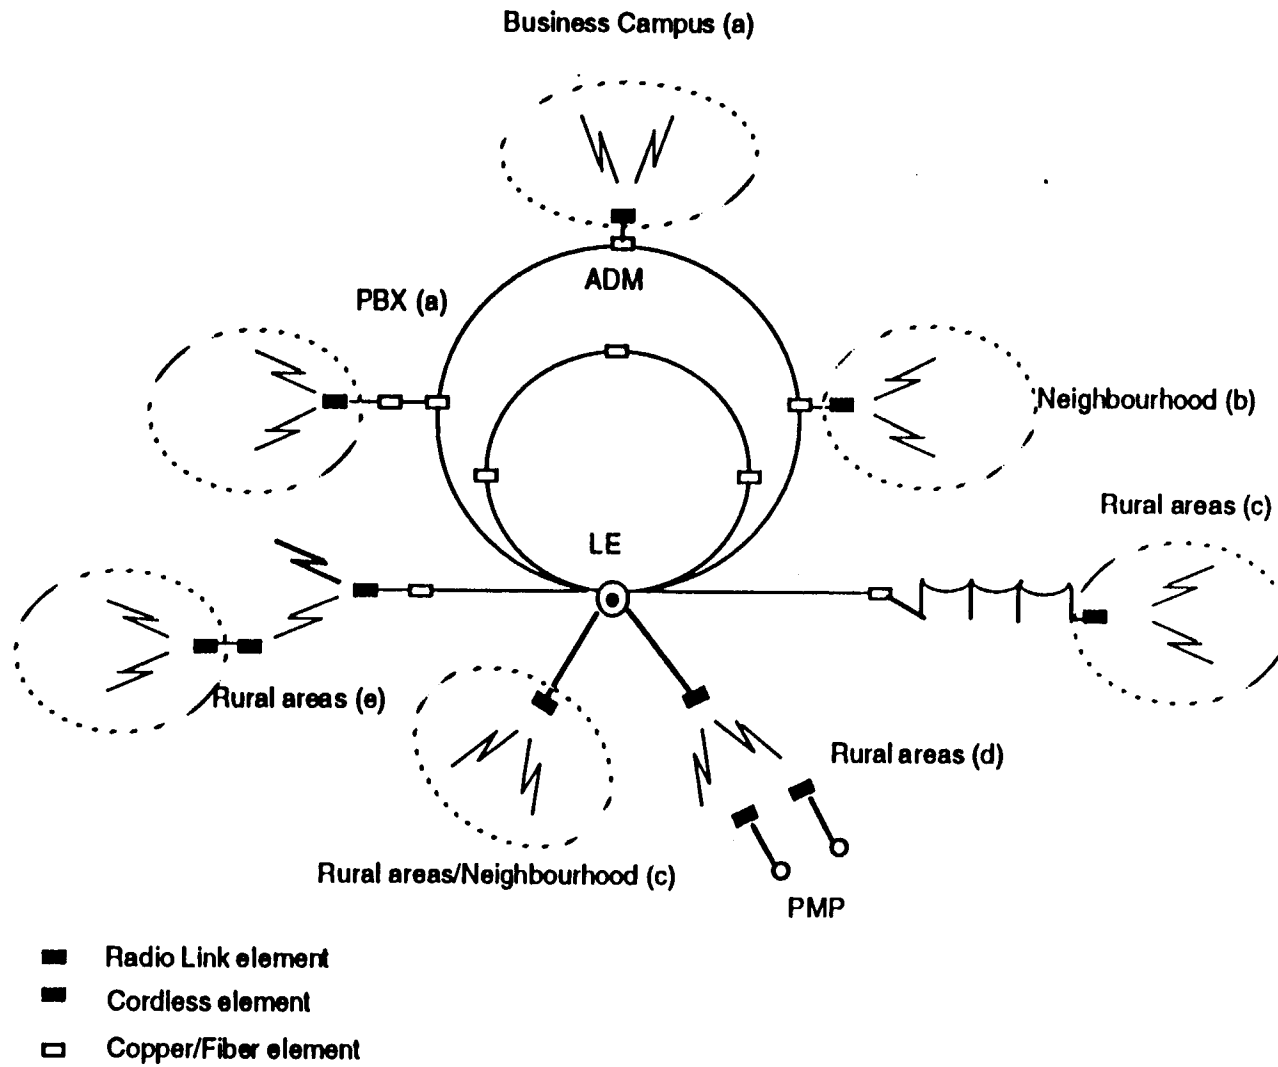 Business Campus (a)
ADM
PBX (a)
Neighbourhood (b)
Rural areas (c)
LE
Rural areas (e)
Rural areas (d)
Rural areas/Neighbourhood (c)
PMP
Radio Link element
Cordless element
Copper/Fiber element